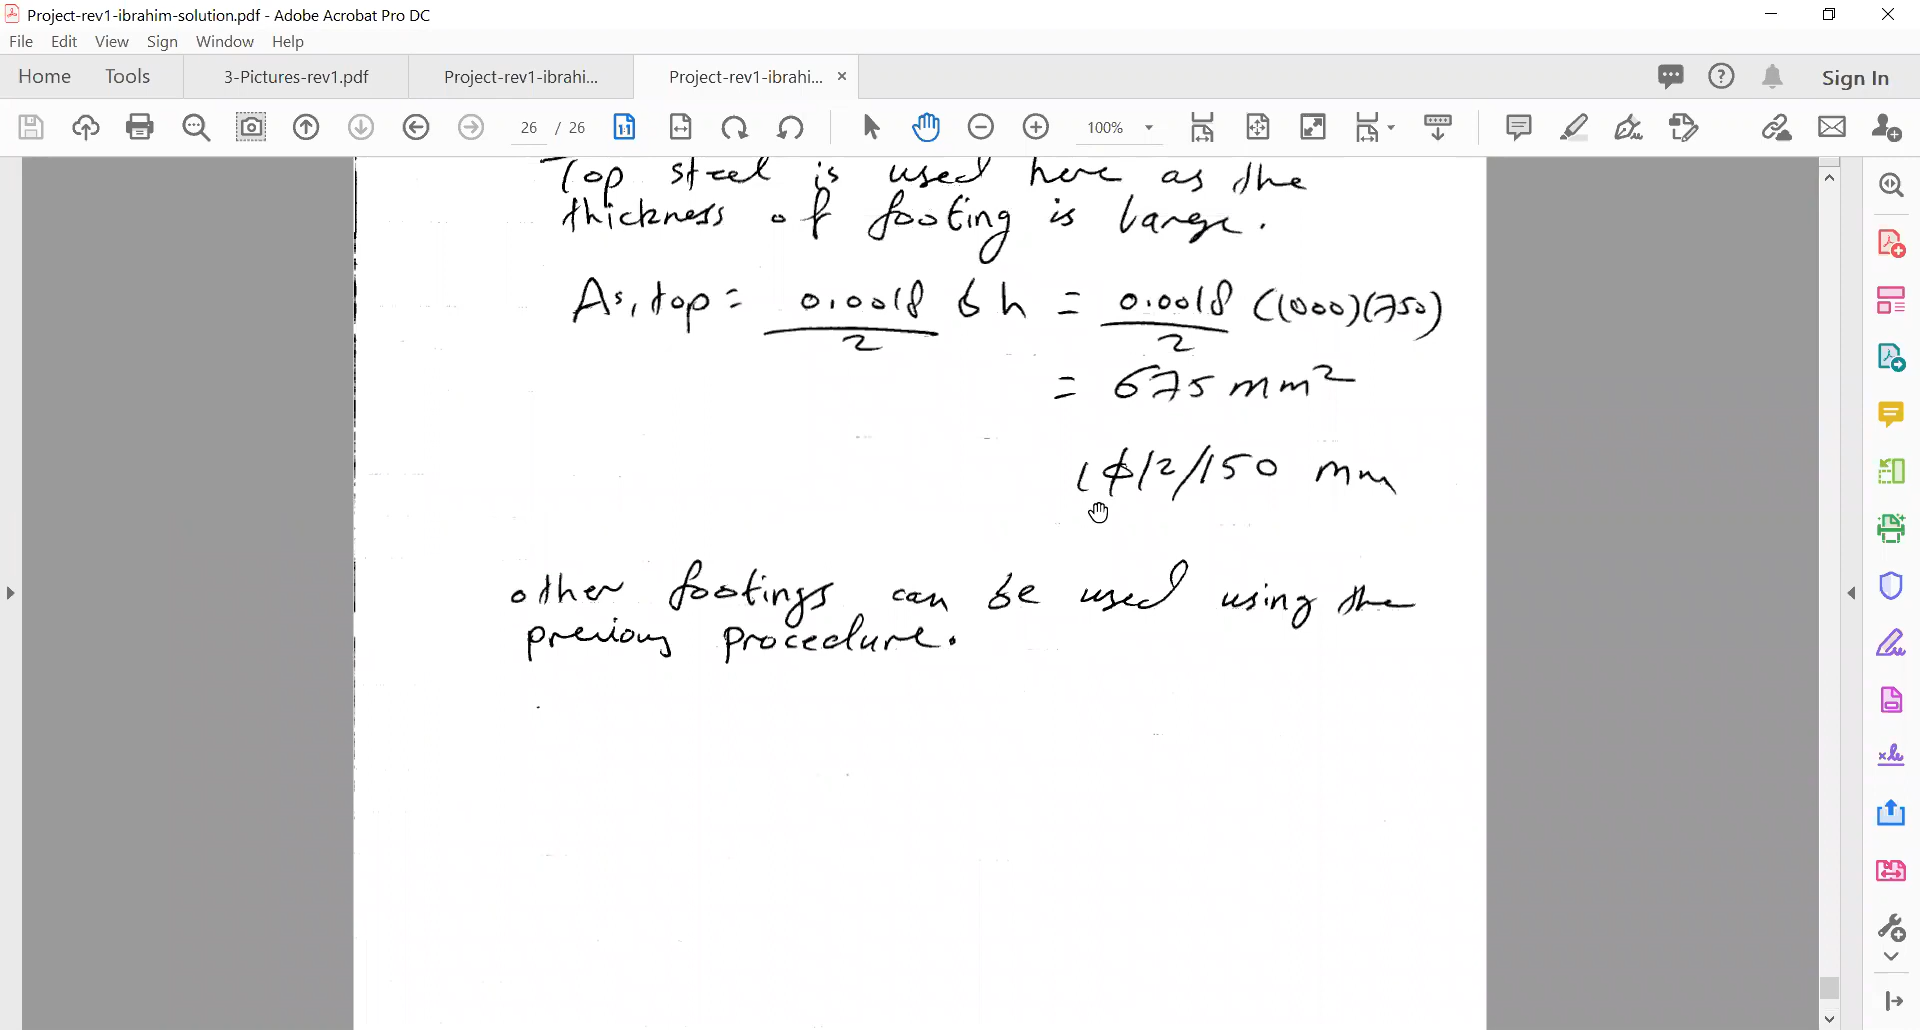 Project-rev1-ibrahim-solution.pdf - Adobe Acrobat Pro DC
File Edit View Sign Window Help
Home Tools 3-Pictures-rev1.pdf Project-rev1-ibrahi... Project-rev1-ibrahi... × Sign In
26 / 26 100%
Top steel is used here as the
thickness of footing is large.
As, top = 0.0018/2 b h = 0.0018/2 (1000)(750)
= 675 mm²
1ϕ12/150 mm
other footings can be used using the
previous procedure.